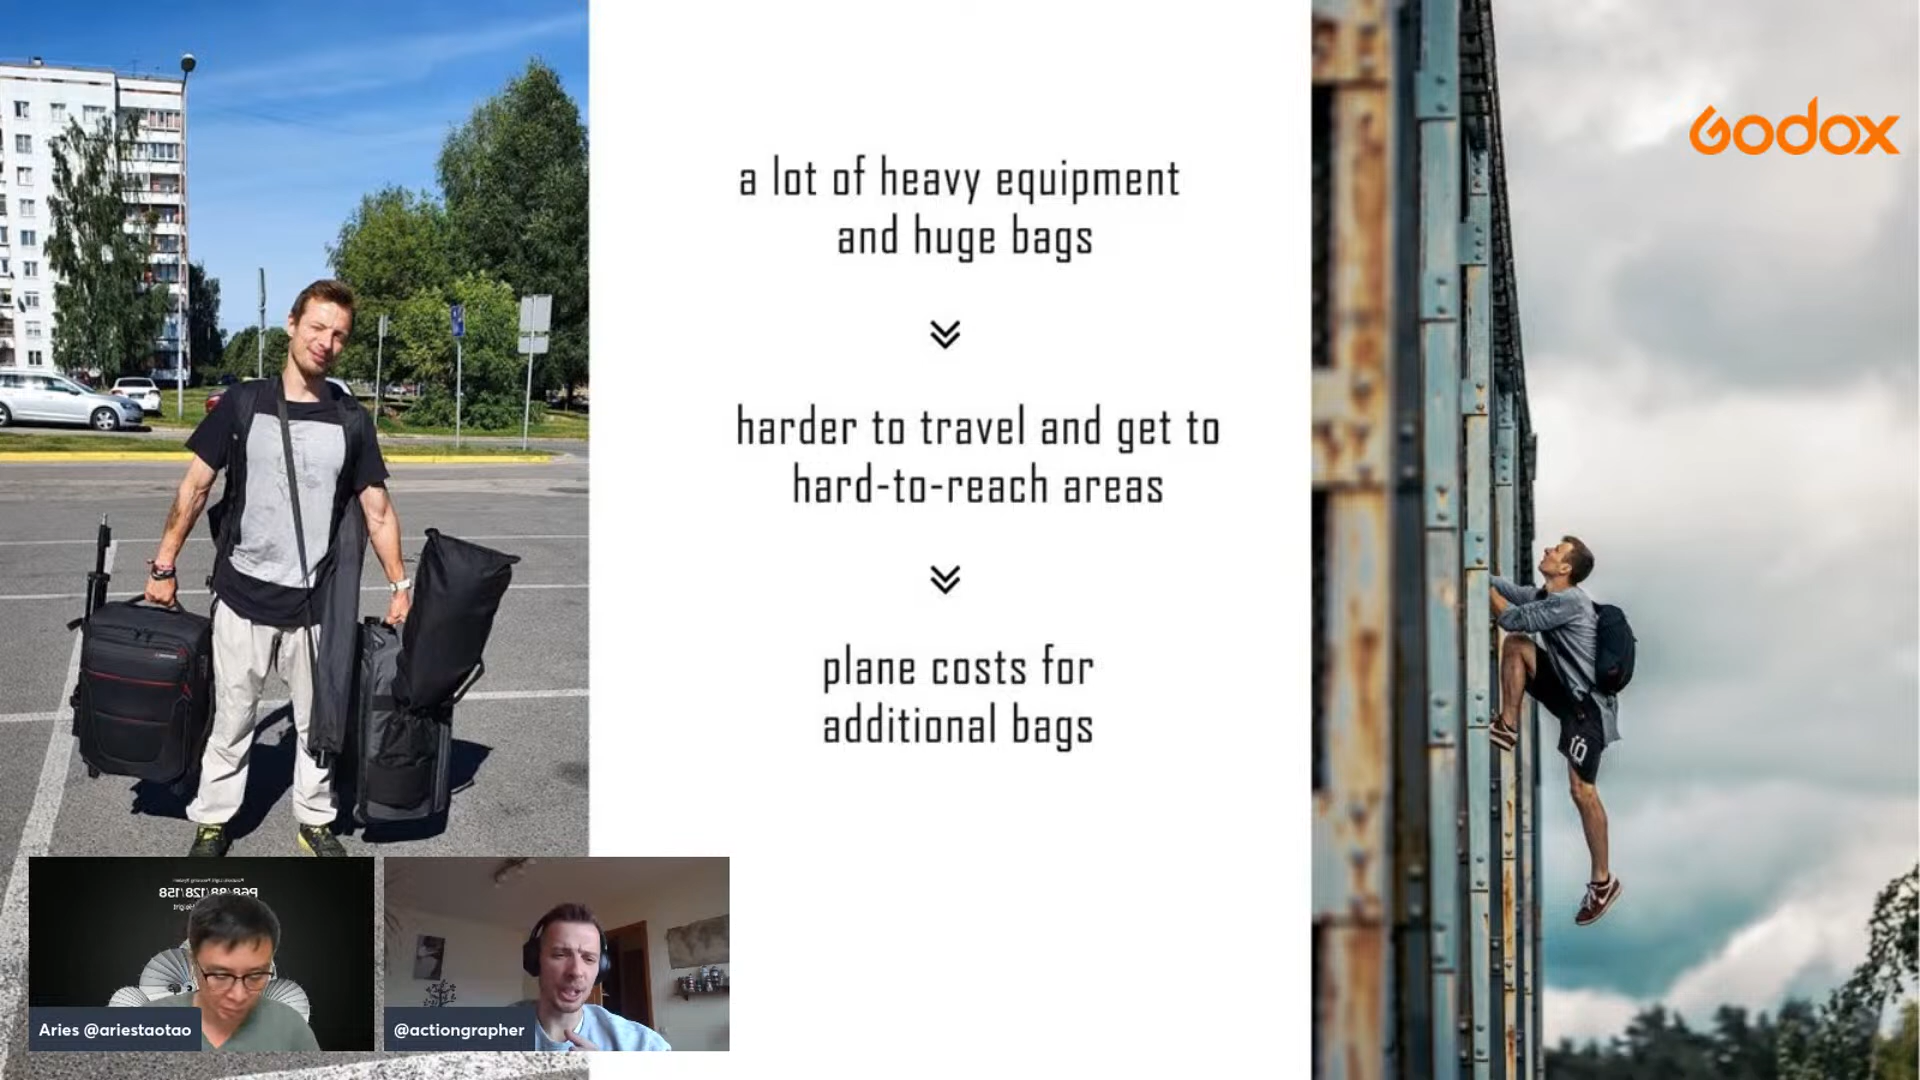 Godox
a lot of heavy equipment
and huge bags
harder to travel and get to
hard-to-reach areas
plane costs for
additional bags
Aries @ariestaotao
@actiongrapher